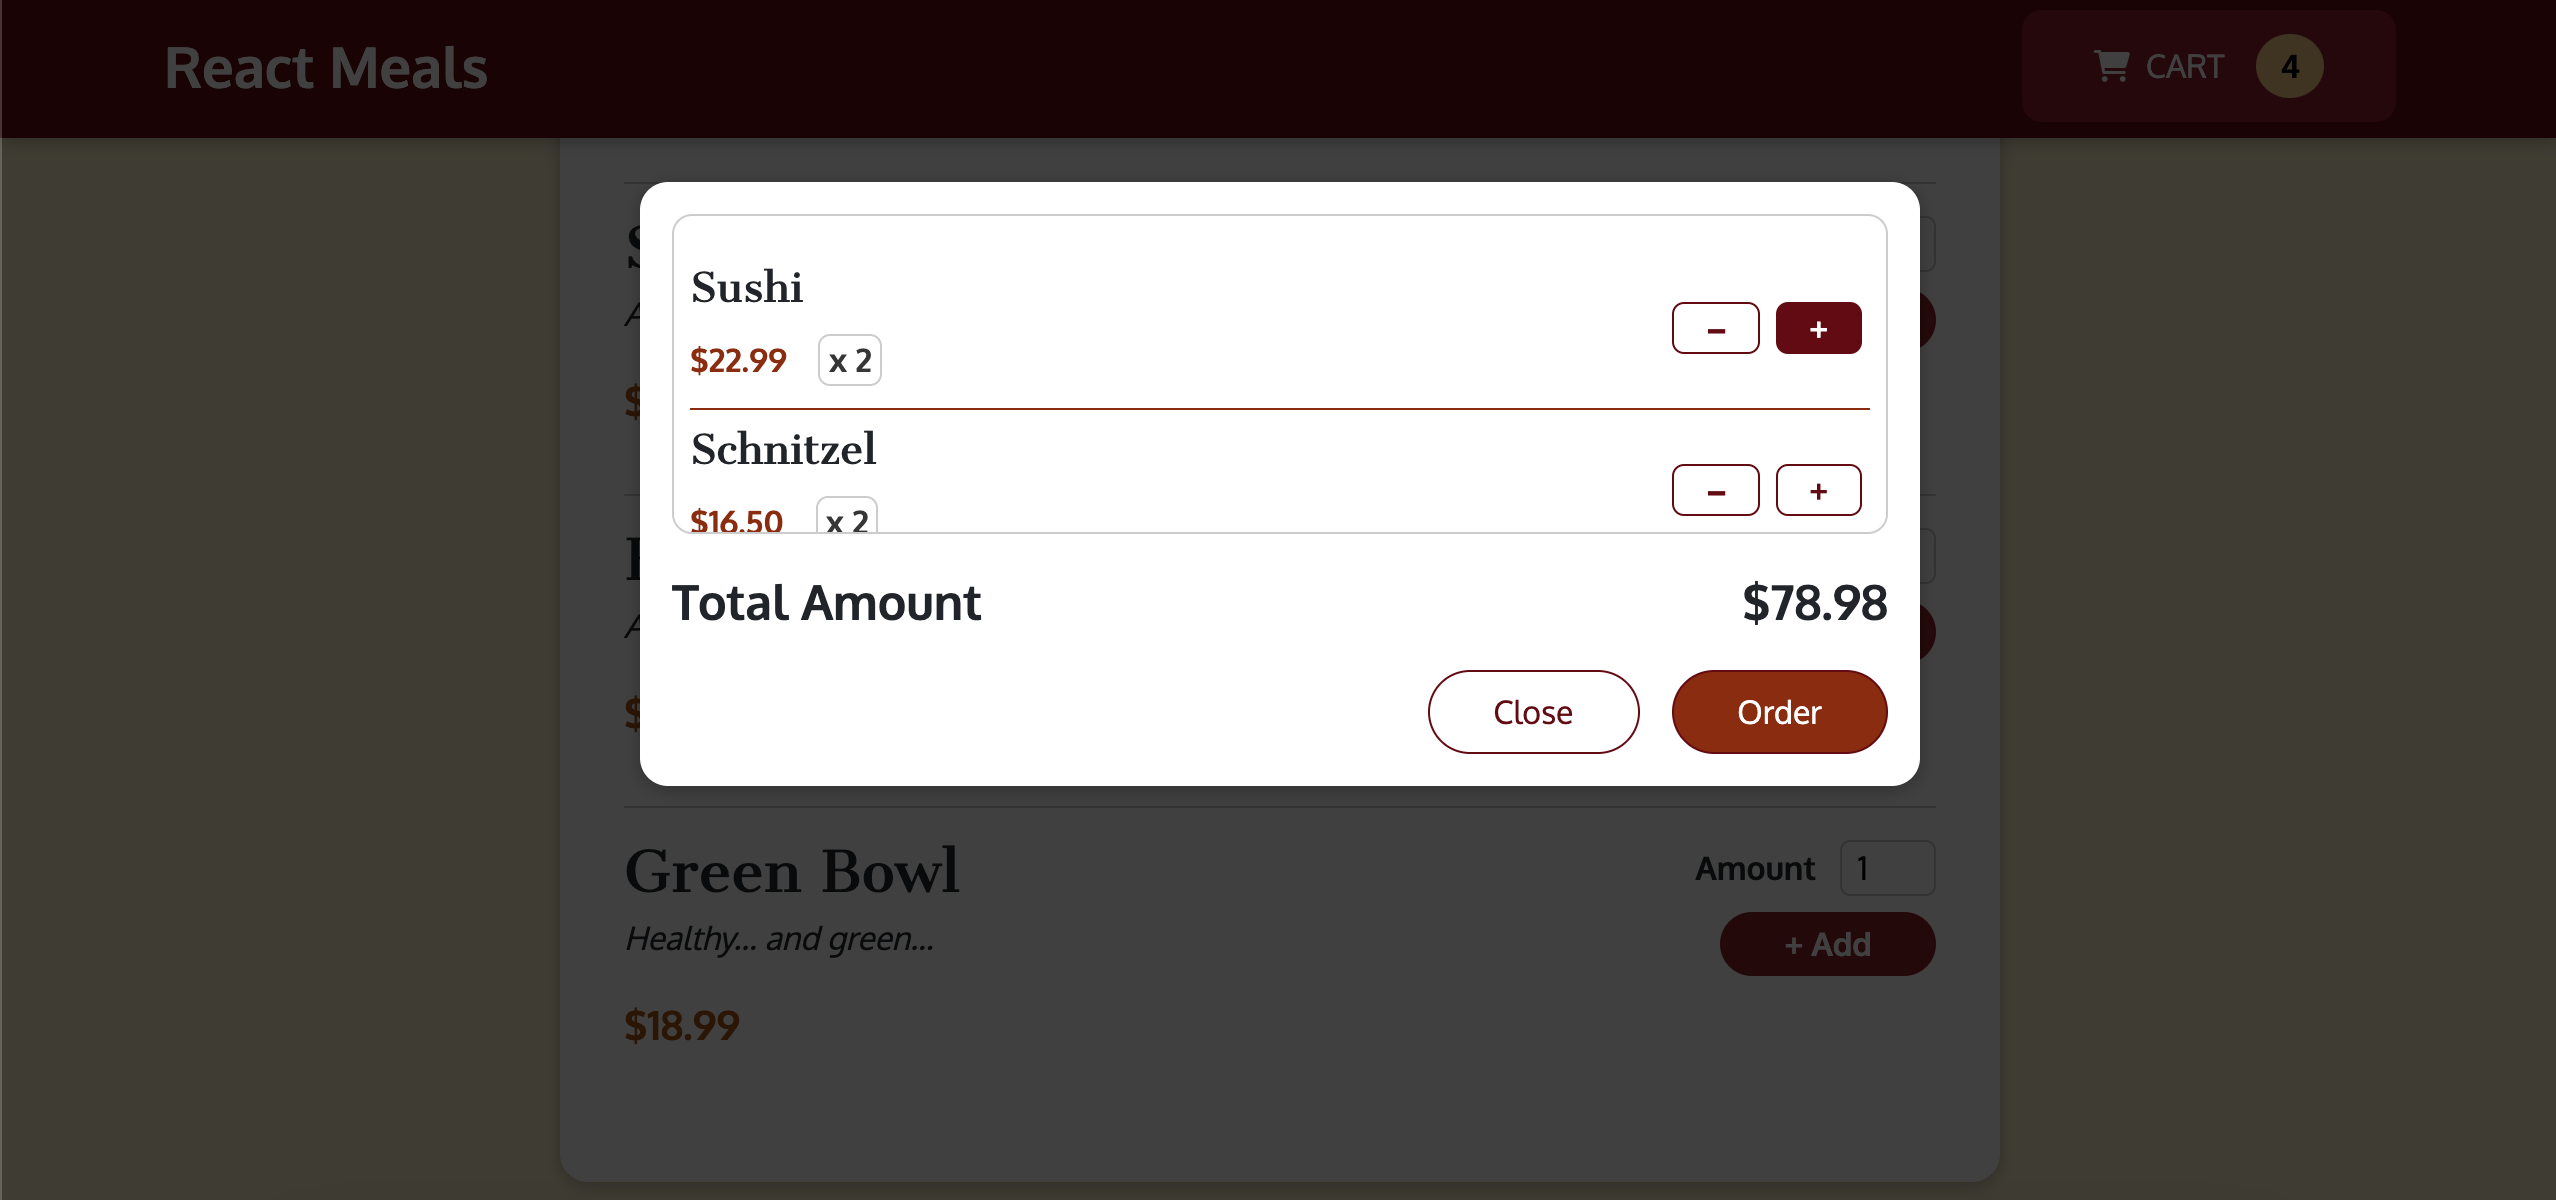 React Meals
CART 4
Sushi
$22.99 x 2
– +
Schnitzel
$16.50 x 2
– +
Total Amount $78.98
Close Order
Green Bowl
Amount 1
Healthy... and green...
+ Add
$18.99